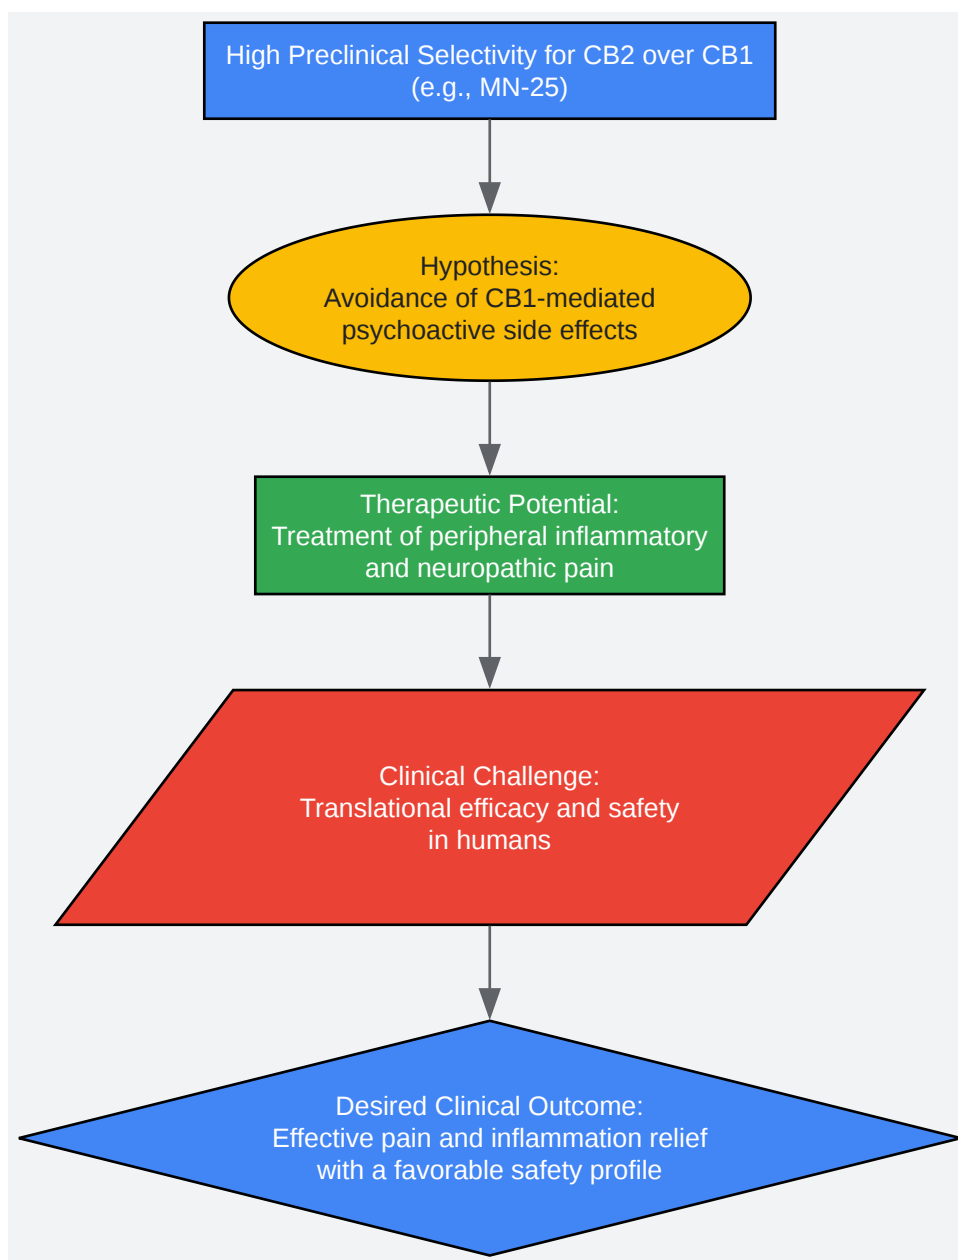 High Preclinical Selectivity for CB2 over CB1
(e.g., MN-25)
Hypothesis:
Avoidance of CB1-mediated
psychoactive side effects
Therapeutic Potential:
Treatment of peripheral inflammatory
and neuropathic pain
Clinical Challenge:
Translational efficacy and safety
in humans
Desired Clinical Outcome:
Effective pain and inflammation relief
with a favorable safety profile